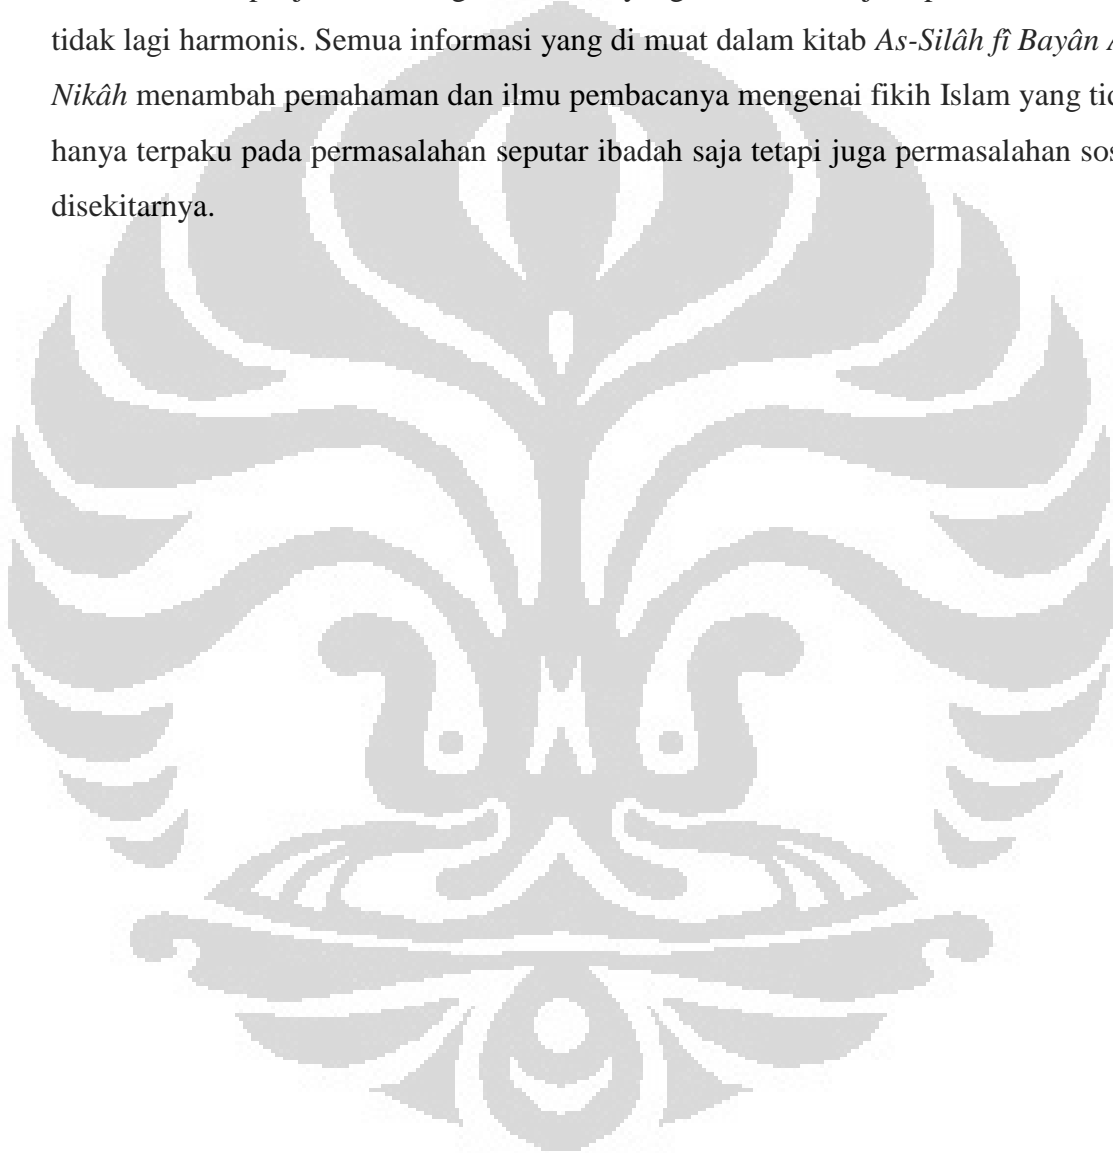 tidak lagi harmonis. Semua informasi yang di muat dalam kitab As-Silâh fî Bayân
Nikâh menambah pemahaman dan ilmu pembacanya mengenai fikih Islam yang
hanya terpaku pada permasalahan seputar ibadah saja tetapi juga permasalahan
disekitarnya.